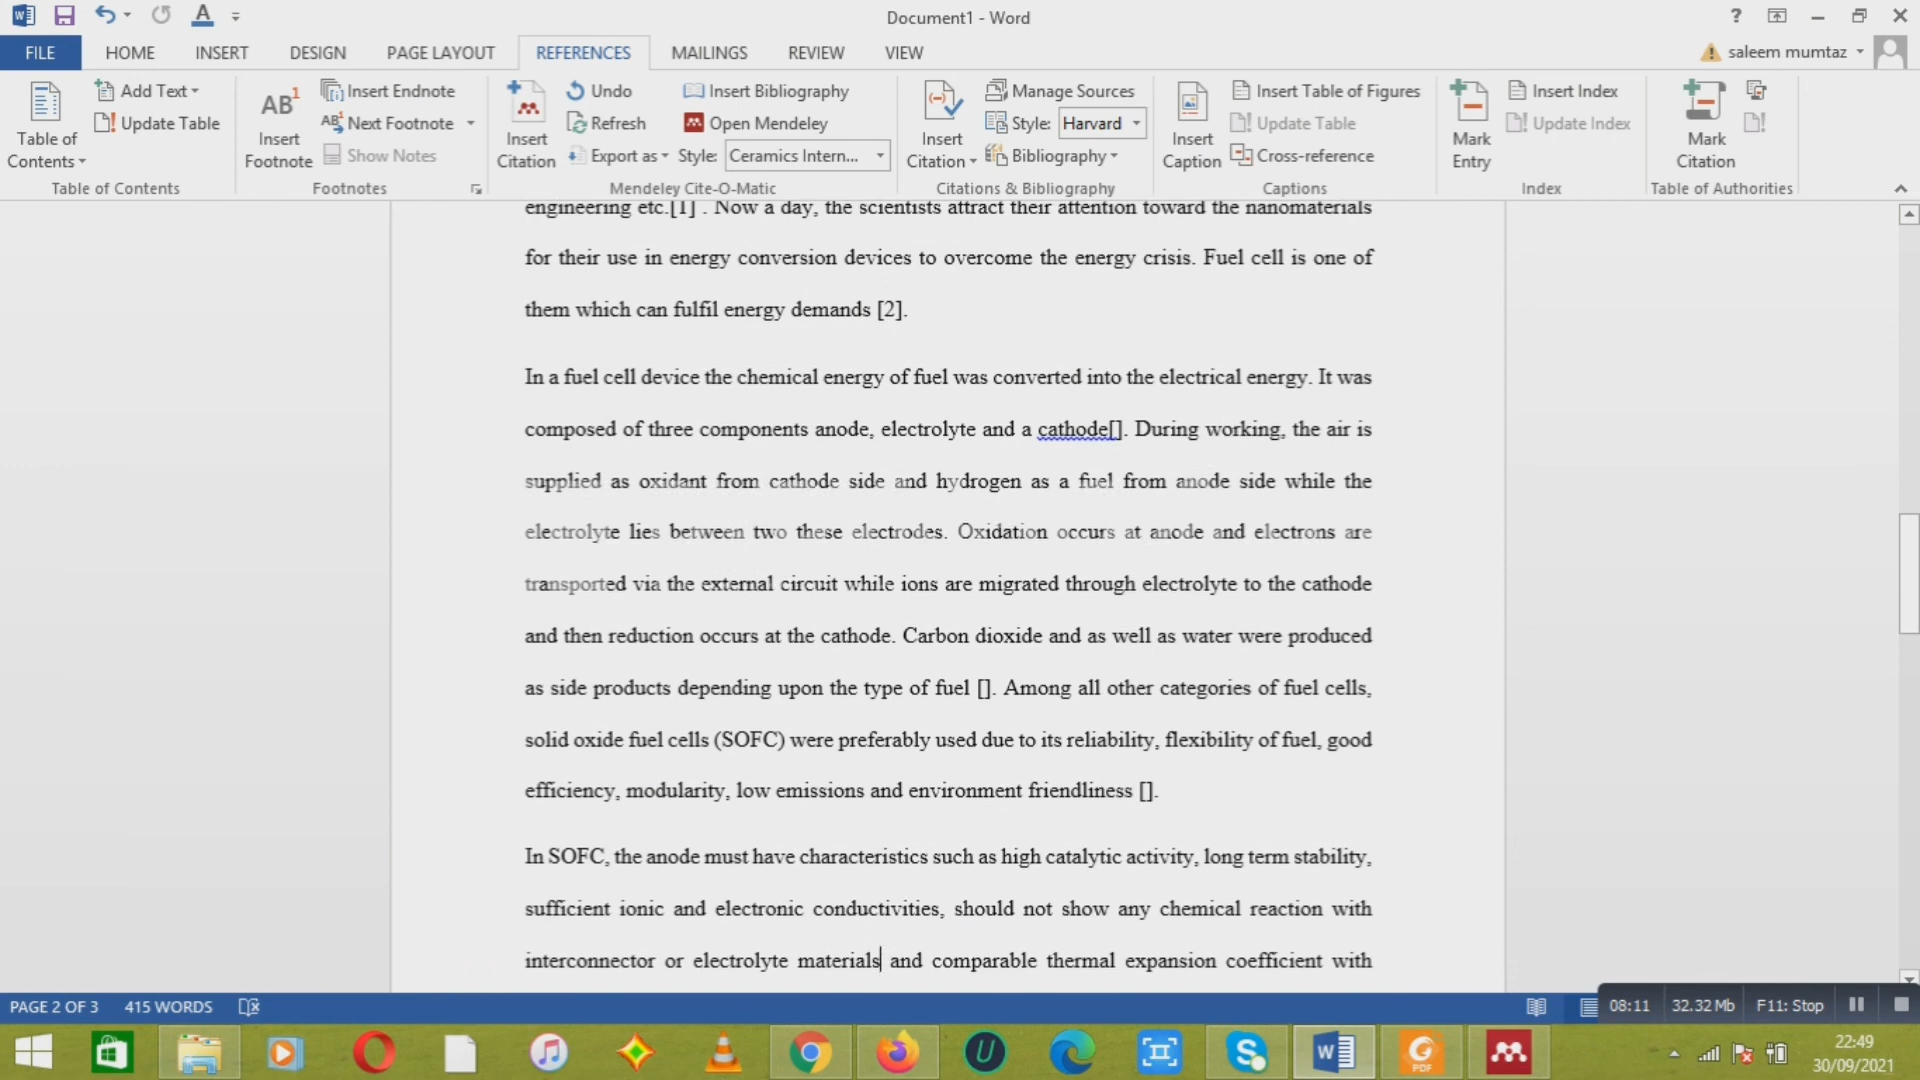 Document1 - Word
?
FILE HOME INSERT DESIGN PAGE LAYOUT REFERENCES MAILINGS REVIEW VIEW saleem mumtaz
Table of Contents
Add Text
Update Table
Table of Contents
AB1 Insert Footnote
Insert Endnote
Next Footnote
Show Notes
Footnotes
Insert Citation
Undo
Refresh
Export as
Insert Bibliography
Open Mendeley
Style: Ceramics Intern...
Mendeley Cite-O-Matic
Insert Citation
Manage Sources
Style: Harvard
Bibliography
Citations & Bibliography
Insert Caption
Insert Table of Figures
Update Table
Cross-reference
Captions
Mark Entry
Insert Index
Update Index
Index
Mark Citation
Table of Authorities
engineering etc.[1] . Now a day, the scientists attract their attention toward the nanomaterials
for their use in energy conversion devices to overcome the energy crisis. Fuel cell is one of
them which can fulfil energy demands [2].
In a fuel cell device the chemical energy of fuel was converted into the electrical energy. It was
composed of three components anode, electrolyte and a cathode[]. During working, the air is
supplied as oxidant from cathode side and hydrogen as a fuel from anode side while the
electrolyte lies between two these electrodes. Oxidation occurs at anode and electrons are
transported via the external circuit while ions are migrated through electrolyte to the cathode
and then reduction occurs at the cathode. Carbon dioxide and as well as water were produced
as side products depending upon the type of fuel []. Among all other categories of fuel cells,
solid oxide fuel cells (SOFC) were preferably used due to its reliability, flexibility of fuel, good
efficiency, modularity, low emissions and environment friendliness [].
In SOFC, the anode must have characteristics such as high catalytic activity, long term stability,
sufficient ionic and electronic conductivities, should not show any chemical reaction with
interconnector or electrolyte materials and comparable thermal expansion coefficient with
PAGE 2 OF 3 415 WORDS
08:11 32.32 Mb F11: Stop
22:49
30/09/2021